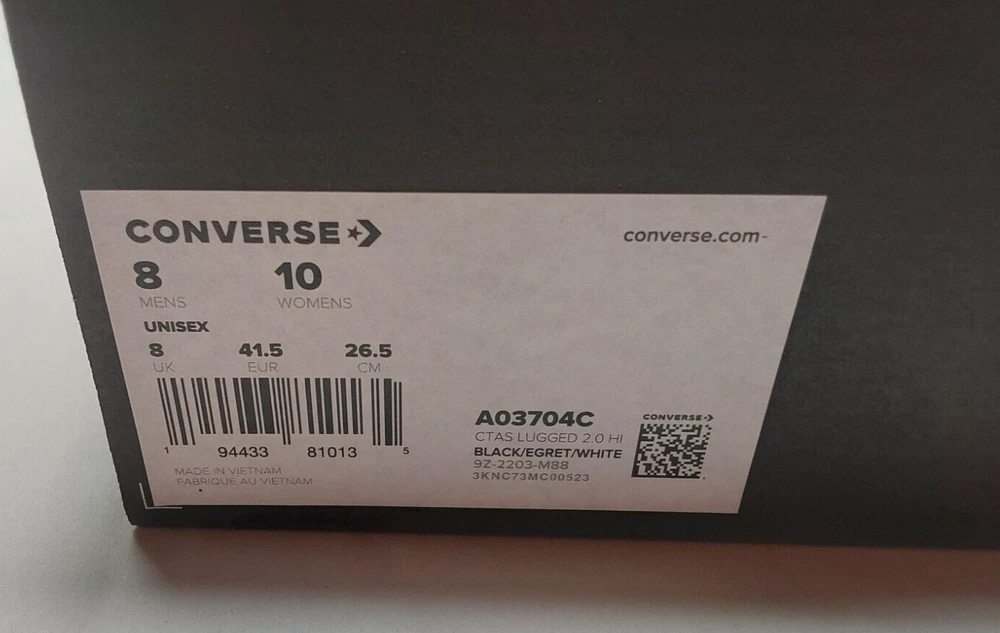 CONVERSE
converse.com
8 10
MENS WOMENS
UNISEX
8 41.5 26.5
UK EUR CM
1 94433 81013 5
MADE IN VIETNAM
FABRIQUE AU VIETNAM
A03704C
CTAS LUGGED 2.0 HI
BLACK/EGRET/WHITE
9Z-2203-M88
3KNC73MC00523
CONVERSE